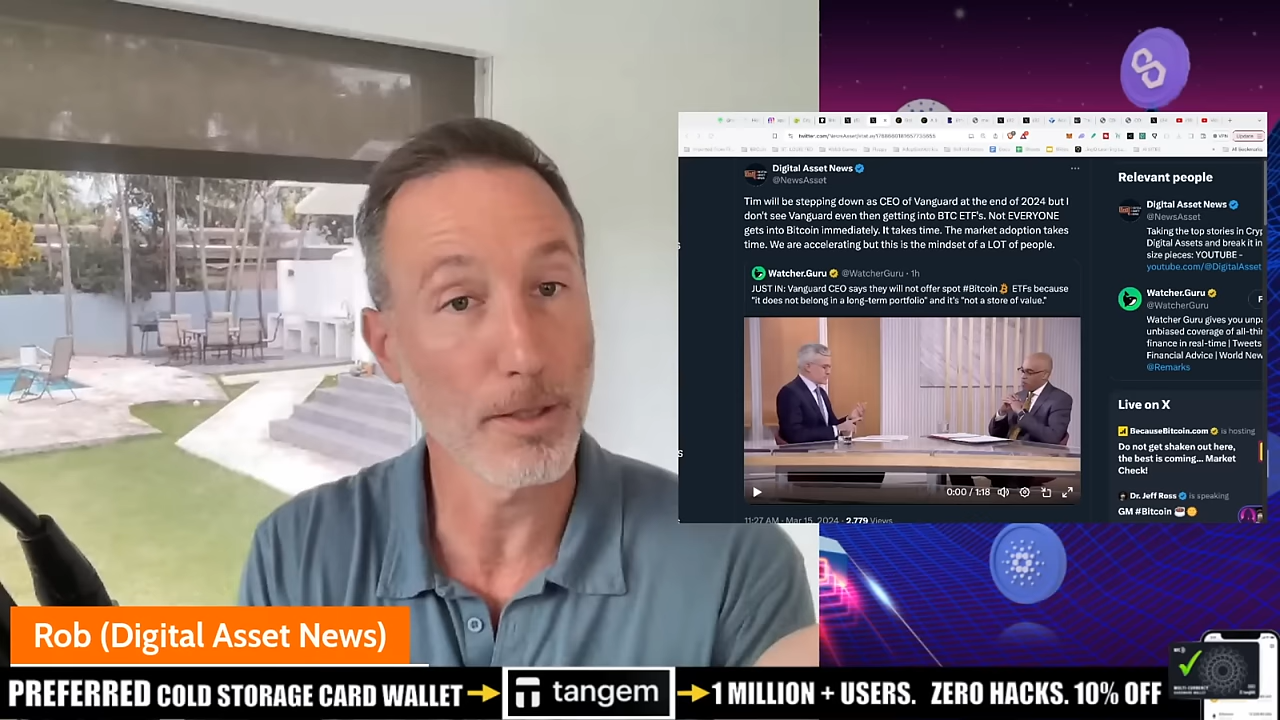 twitter.com/NewsAsset/status/
Update
All Bookmarks
Digital Asset News
@NewsAsset
Tim will be stepping down as CEO of Vanguard at the end of 2024 but I
don't see Vanguard even then getting into BTC ETF's. Not EVERYONE
gets into Bitcoin immediately. It takes time. The market adoption takes
time. We are accelerating but this is the mindset of a LOT of people.
Watcher.Guru @WatcherGuru · 1h
JUST IN: Vanguard CEO says they will not offer spot #Bitcoin ETFs because
"it does not belong in a long-term portfolio" and it's "not a store of value."
0:00 / 1:18
11:27 AM · Mar 15, 2024 · 2,779 Views
Relevant people
Digital Asset News
@NewsAsset
Taking the top stories in Cryp
Digital Assets and break it in
size pieces: YOUTUBE -
youtube.com/@DigitalAsset
Watcher.Guru
@WatcherGuru
F
Watcher Guru gives you unpa
unbiased coverage of all-thin
finance in real-time | Tweets
Financial Advice | World New
@Remarks
Live on X
BecauseBitcoin.com is hosting
Do not get shaken out here,
the best is coming... Market
Check!
Dr. Jeff Ross is speaking
GM #Bitcoin
Rob (Digital Asset News)
PREFERRED COLD STORAGE CARD WALLET tangem 1 MILLION + USERS. ZERO HACKS. 10% OFF